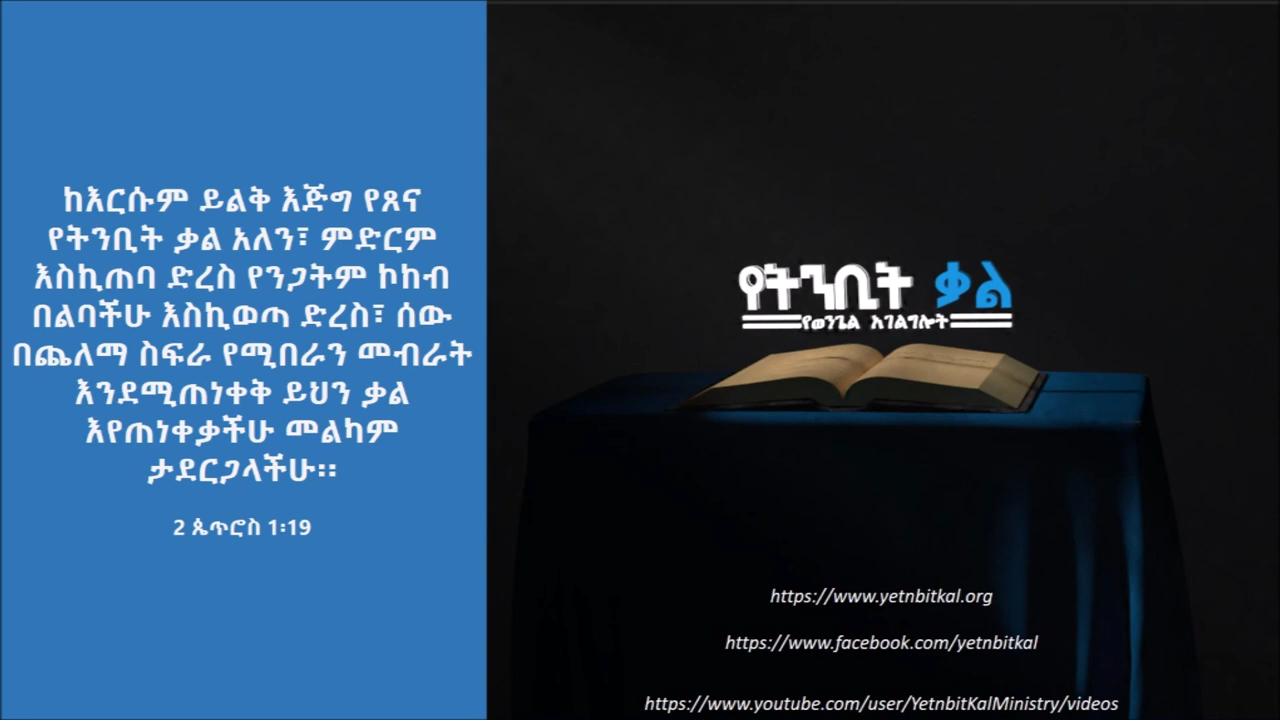 ከእርሱም ይልቅ እጅግ የጸና
የትንቢት ቃል አለን፣ ምድርም
እስኪጠባ ድረስ የንጋትም ኮከብ
በልባችሁ እስኪወጣ ድረስ፣ ሰው
በጨለማ ስፍራ የሚበራን መብራት
እንደሚጠነቀቅ ይህን ቃል
እየጠነቀቃችሁ መልካም
ታደርጋላችሁ፡፡
2 ጴጥሮስ 1፡19
የትንቢት ቃል
የወንጌል አገልግሎት
https://www.yetnbitkal.org
https://www.facebook.com/yetnbitkal
https://www.youtube.com/user/YetnbitKalMinistry/videos